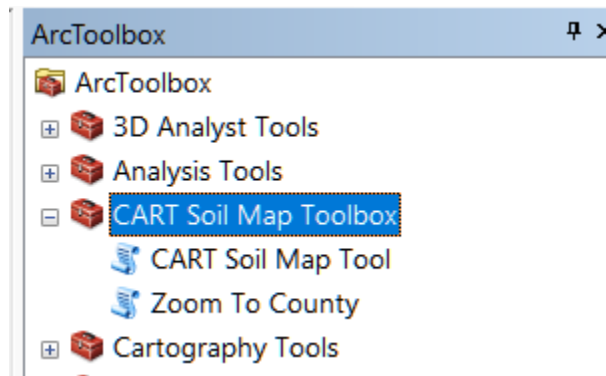 ArcToolbox
ArcToolbox
3D Analyst Tools
Analysis Tools
CART Soil Map Toolbox
CART Soil Map Tool
Zoom To County
Cartography Tools